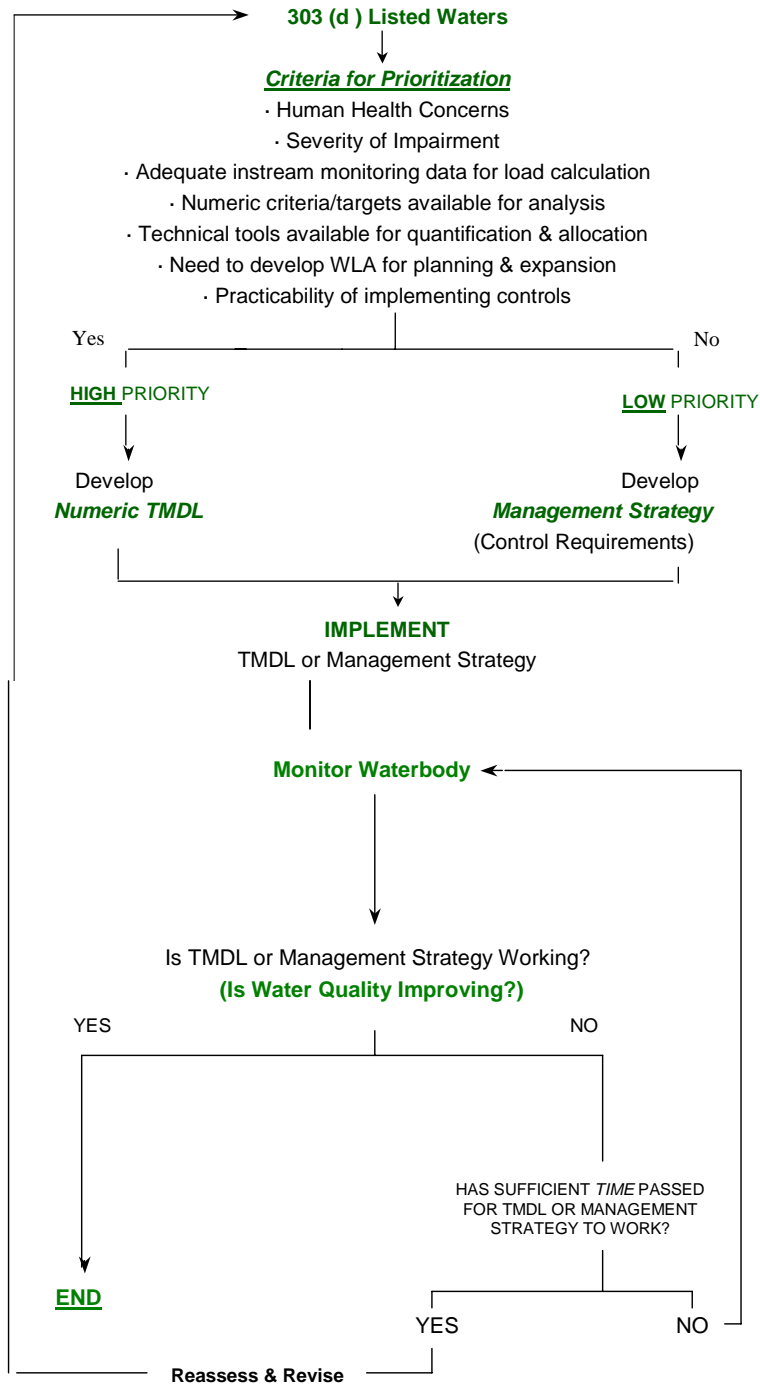 303 (d ) Listed Waters
Criteria for Prioritization
· Human Health Concerns
· Severity of Impairment
· Adequate instream monitoring data for load calculation
· Numeric criteria/targets available for analysis
· Technical tools available for quantification & allocation
· Need to develop WLA for planning & expansion
· Practicability of implementing controls
Yes
No
HIGH PRIORITY
LOW PRIORITY
Develop
Numeric TMDL
Develop
Management Strategy
(Control Requirements)
IMPLEMENT
TMDL or Management Strategy
Monitor Waterbody
Is TMDL or Management Strategy Working?
(Is Water Quality Improving?)
YES
NO
HAS SUFFICIENT TIME PASSED
FOR TMDL OR MANAGEMENT
STRATEGY TO WORK?
END
YES
NO
Reassess & Revise